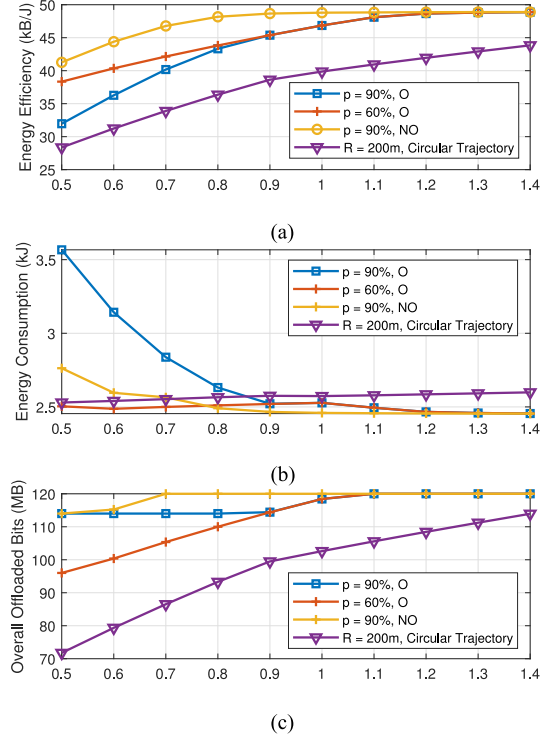 50
45
40
35
30
25
Energy Efficiency (kB/J)
p = 90%, O
p = 60%, O
p = 90%, NO
R = 200m, Circular Trajectory
0.5 0.6 0.7 0.8 0.9 1 1.1 1.2 1.3 1.4
(a)
3.5
3
2.5
Energy Consumption (kJ)
p = 90%, O
p = 60%, O
p = 90%, NO
R = 200m, Circular Trajectory
0.5 0.6 0.7 0.8 0.9 1 1.1 1.2 1.3 1.4
(b)
120
110
100
90
80
70
Overall Offloaded Bits (MB)
p = 90%, O
p = 60%, O
p = 90%, NO
R = 200m, Circular Trajectory
0.5 0.6 0.7 0.8 0.9 1 1.1 1.2 1.3 1.4
(c)